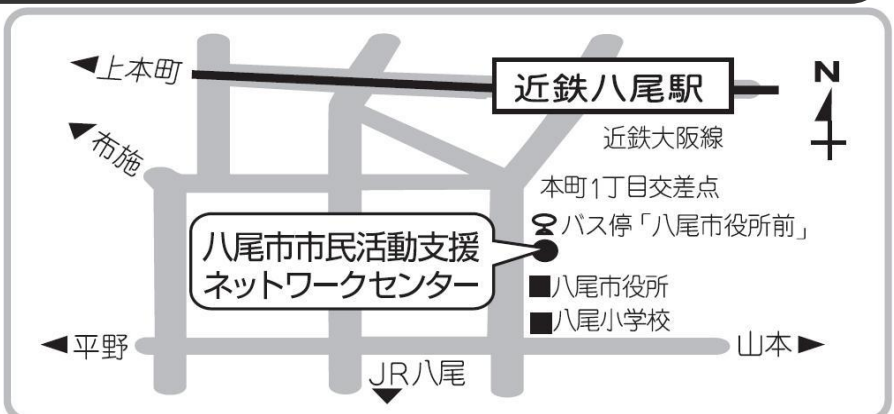 上本町
近鉄八尾駅
N
布施
近鉄大阪線
本町1丁目交差点
バス停「八尾市役所前」
八尾市市民活動支援
ネットワークセンター
八尾市役所
八尾小学校
平野
山本
JR八尾